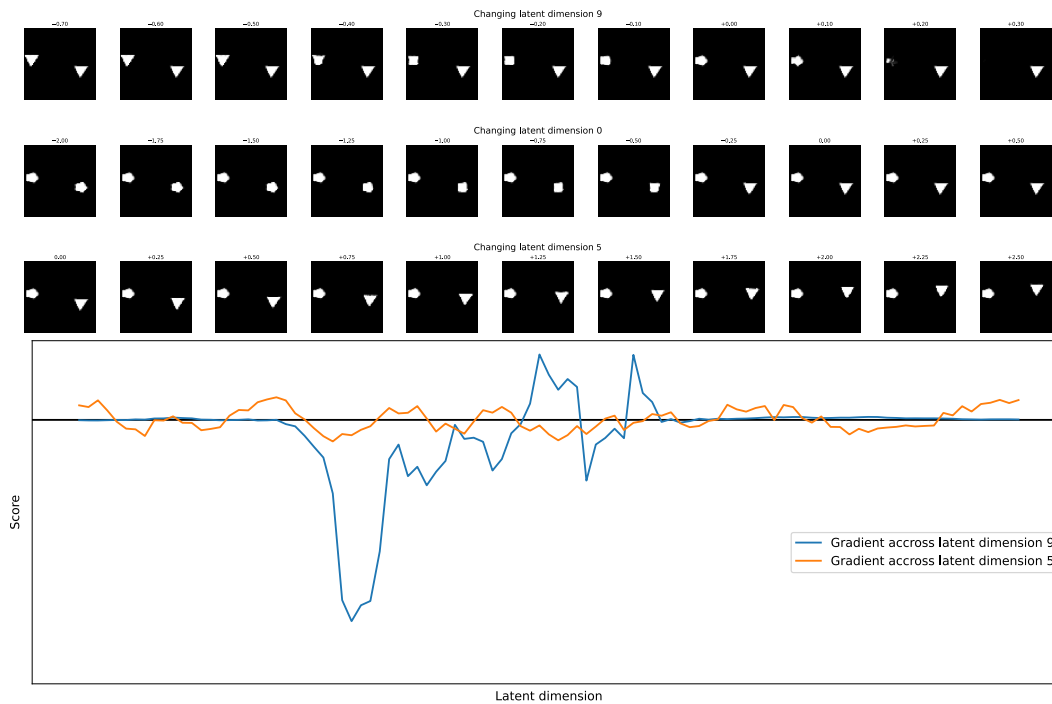 Changing latent dimension 9
−0.70 −0.60 −0.50 −0.40 −0.30 −0.20 −0.10 +0.00 +0.10 +0.20 +0.30
Changing latent dimension 0
−2.00 −1.75 −1.50 −1.25 −1.00 −0.75 −0.50 −0.25 0.00 +0.25 +0.50
Changing latent dimension 5
0.00 +0.25 +0.50 +0.75 +1.00 +1.25 +1.50 +1.75 +2.00 +2.25 +2.50
Score
Gradient accross latent dimension 9
Gradient accross latent dimension 5
Latent dimension